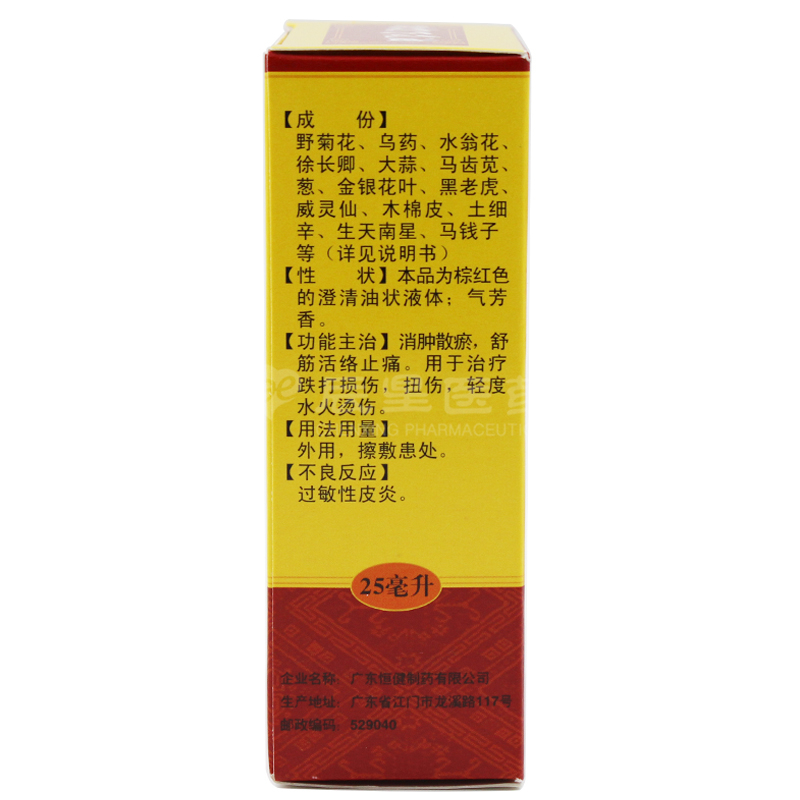 【成　份】
野菊花、乌药、水翁花、
徐长卿、大蒜、马齿苋、
葱、金银花叶、黑老虎、
威灵仙、木棉皮、土细
辛、生天南星、马钱子
等（详见说明书）
【性　状】本品为棕红色
的澄清油状液体；气芳
香。
【功能主治】消肿散瘀，舒
筋活络止痛。用于治疗
跌打损伤，扭伤，轻度
水火烫伤。
【用法用量】
外用，擦敷患处。
【不良反应】
过敏性皮炎。
25毫升
企业名称：广东恒健制药有限公司
生产地址：广东省江门市龙溪路117号
邮政编码：529040